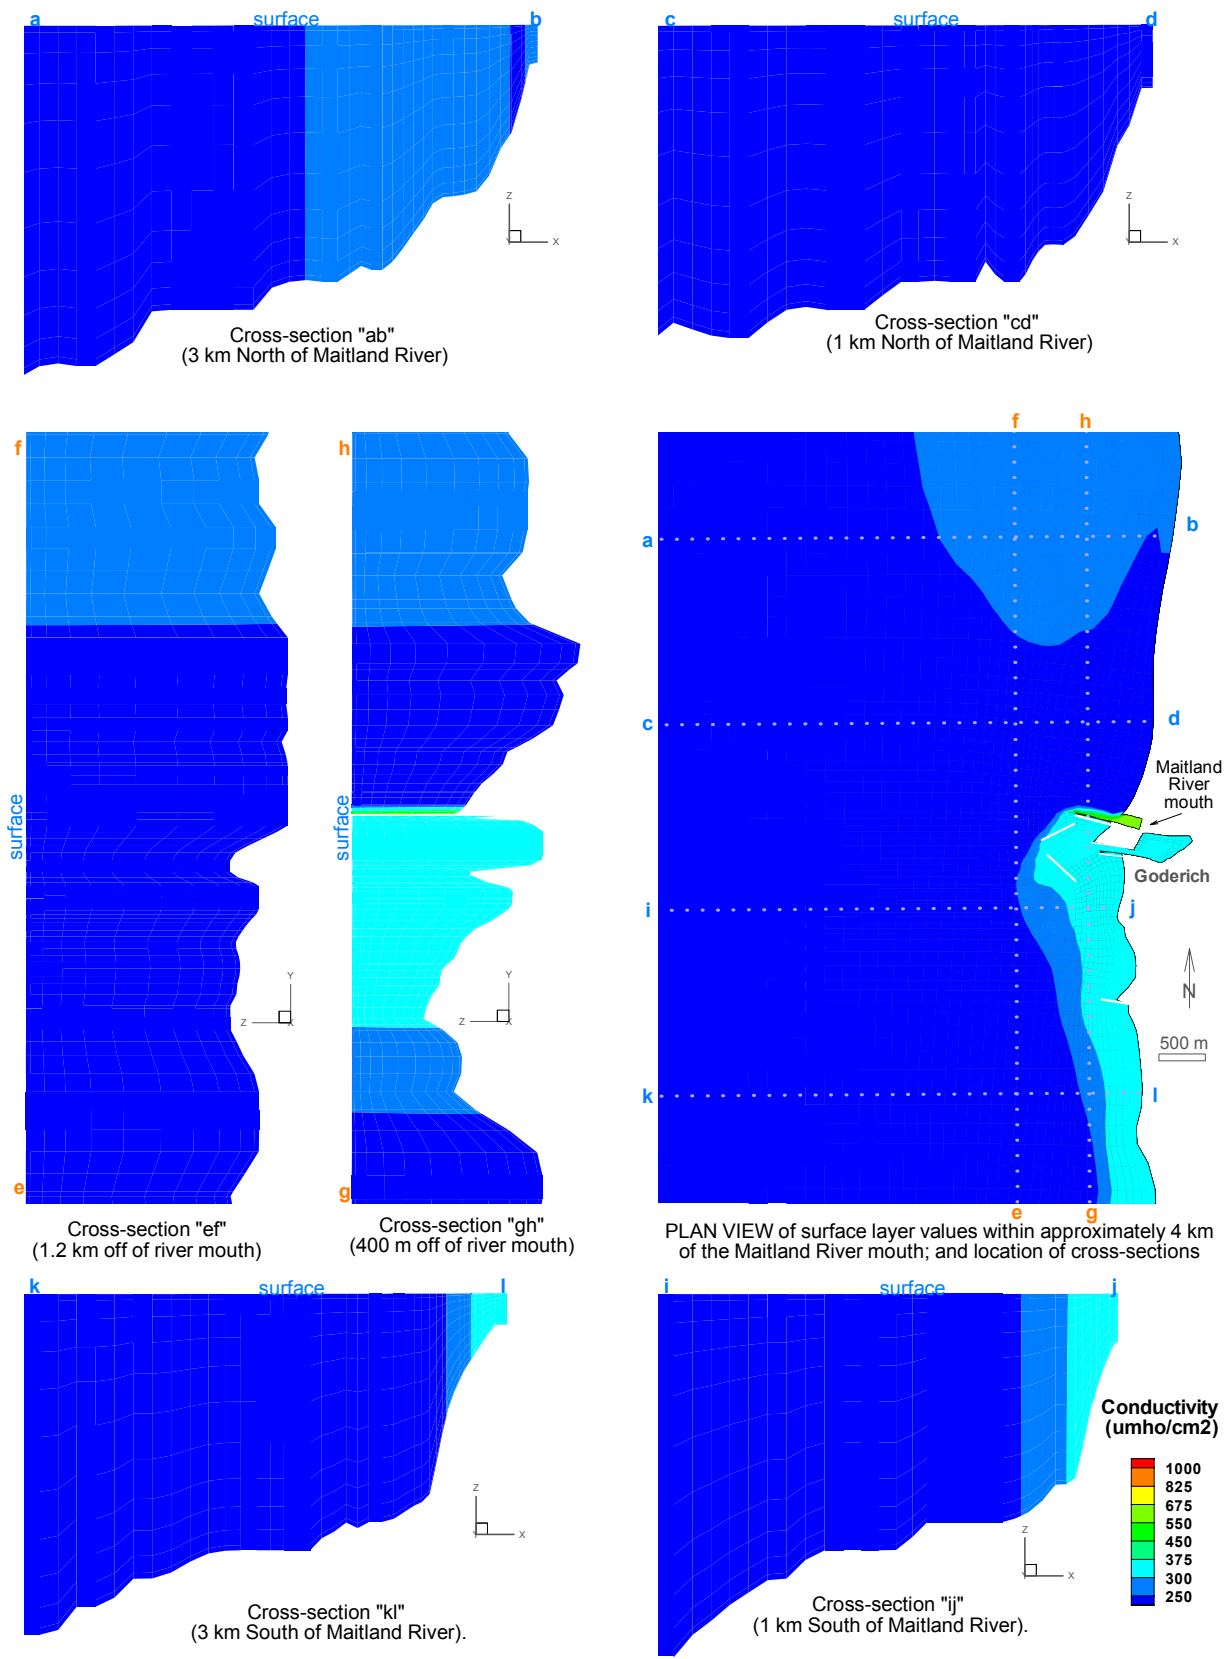 a
surface
b
c
surface
d
Z
Y
X
Z
Y
X
Cross-section "ab"
(3 km North of Maitland River)
Cross-section "cd"
(1 km North of Maitland River)
f
h
f
h
a
b
c
d
Maitland
River
mouth
surface
surface
Goderich
i
j
Y
Z
X
Y
Z
X
N
500 m
k
l
e
g
e
g
Cross-section "ef"
(1.2 km off of river mouth)
Cross-section "gh"
(400 m off of river mouth)
PLAN VIEW of surface layer values within approximately 4 km
of the Maitland River mouth; and location of cross-sections
k
surface
l
i
surface
j
Conductivity
(umho/cm2)
1000
825
675
550
450
375
300
250
Z
Y
X
Z
Y
X
Cross-section "kl"
(3 km South of Maitland River).
Cross-section "ij"
(1 km South of Maitland River).